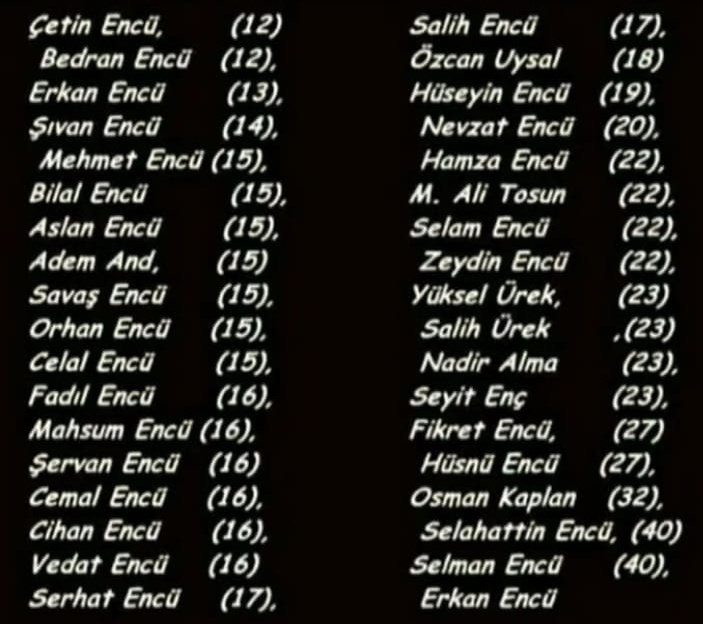 Çetin Encü, (12)
Bedran Encü (12),
Erkan Encü (13),
Şıvan Encü (14),
Mehmet Encü (15),
Bilal Encü (15),
Aslan Encü (15),
Adem And, (15)
Savaş Encü (15),
Orhan Encü (15),
Celal Encü (15),
Fadıl Encü (16),
Mahsum Encü (16),
Şervan Encü (16)
Cemal Encü (16),
Cihan Encü (16),
Vedat Encü (16)
Serhat Encü (17),
Salih Encü (17),
Özcan Uysal (18)
Hüseyin Encü (19),
Nevzat Encü (20),
Hamza Encü (22),
M. Ali Tosun (22),
Selam Encü (22),
Zeydin Encü (22),
Yüksel Ürek, (23)
Salih Ürek ,(23)
Nadir Alma (23),
Seyit Enç (23),
Fikret Encü, (27)
Hüsnü Encü (27),
Osman Kaplan (32),
Selahattin Encü, (40)
Selman Encü (40),
Erkan Encü